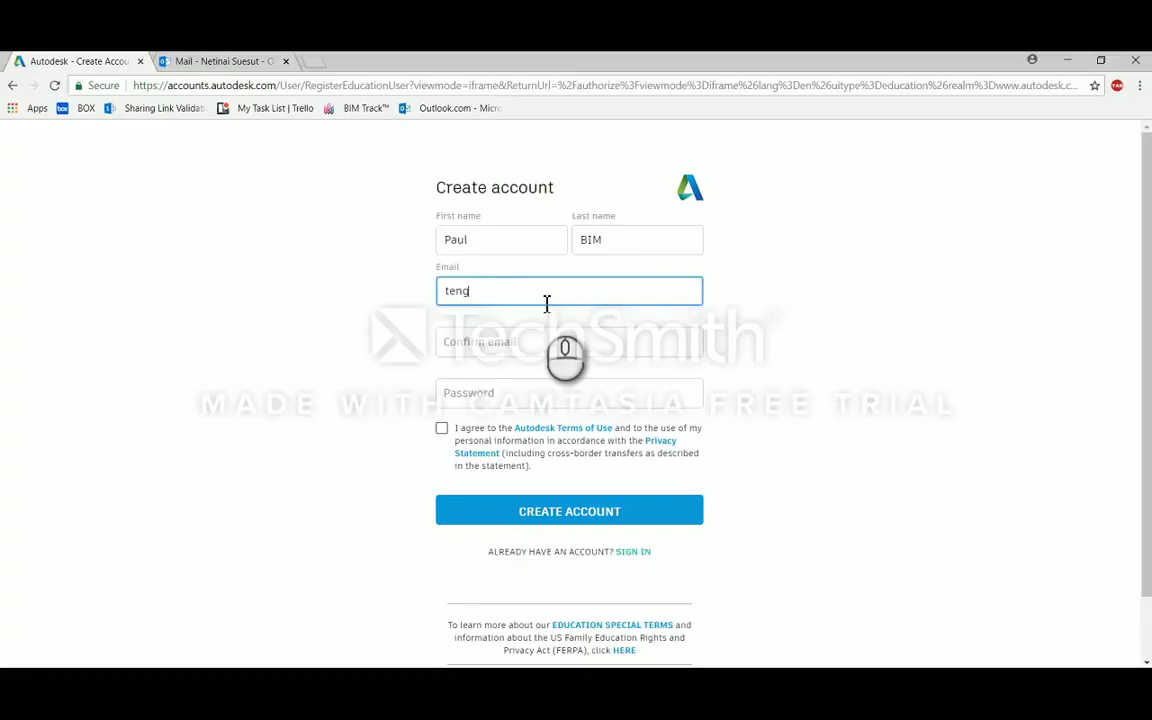 Autodesk - Create Accou
Mail - Netinai Suesut - O
Secure
https://accounts.autodesk.com/User/RegisterEducationUser?viewmode=iframe&ReturnUrl=%2Fauthorize%3Fviewmode%3Diframe%26lang%3Den%26uitype%3Deducation%26realm%3Dwww.autodesk.c...
Apps
box BOX
Sharing Link Validati
My Task List | Trello
BIM Track™
Outlook.com - Micro
Create account
First name
Last name
Paul
BIM
Email
teng
Confirm email
TechSmith
Password
MADE WITH CAMTASIA FREE TRIAL
I agree to the Autodesk Terms of Use and to the use of my
personal information in accordance with the Privacy
Statement (including cross-border transfers as described
in the statement).
CREATE ACCOUNT
ALREADY HAVE AN ACCOUNT? SIGN IN
To learn more about our EDUCATION SPECIAL TERMS and
information about the US Family Education Rights and
Privacy Act (FERPA), click HERE